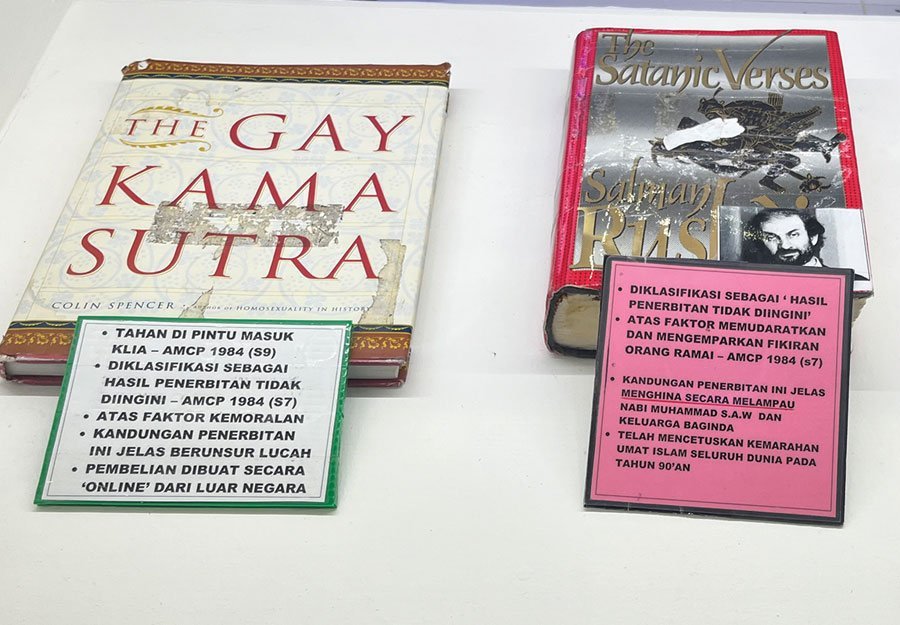 THE GAY
KAMA
SUTRA
COLIN SPENCER : AUTHOR OF HOMOSEXUALITY IN HISTORY
• TAHAN DI PINTU MASUK
KLIA – AMCP 1984 (S9)
• DIKLASIFIKASI SEBAGAI
HASIL PENERBITAN TIDAK
DIINGINI – AMCP 1984 (S7)
• ATAS FAKTOR KEMORALAN
• KANDUNGAN PENERBITAN
INI JELAS BERUNSUR LUCAH
• PEMBELIAN DIBUAT SECARA
'ONLINE' DARI LUAR NEGARA
The
Satanic Verses
Salman
Rush
• DIKLASIFIKASI SEBAGAI ' HASIL
PENERBITAN TIDAK DIINGINI'
• ATAS FAKTOR MEMUDARATKAN
DAN MENGEMPARKAN FIKIRAN
ORANG RAMAI – AMCP 1984 (s7)
• KANDUNGAN PENERBITAN INI JELAS
MENGHINA SECARA MELAMPAU
NABI MUHAMMAD S.A.W DAN
KELUARGA BAGINDA
• TELAH MENCETUSKAN KEMARAHAN
UMAT ISLAM SELURUH DUNIA PADA
TAHUN 90'AN